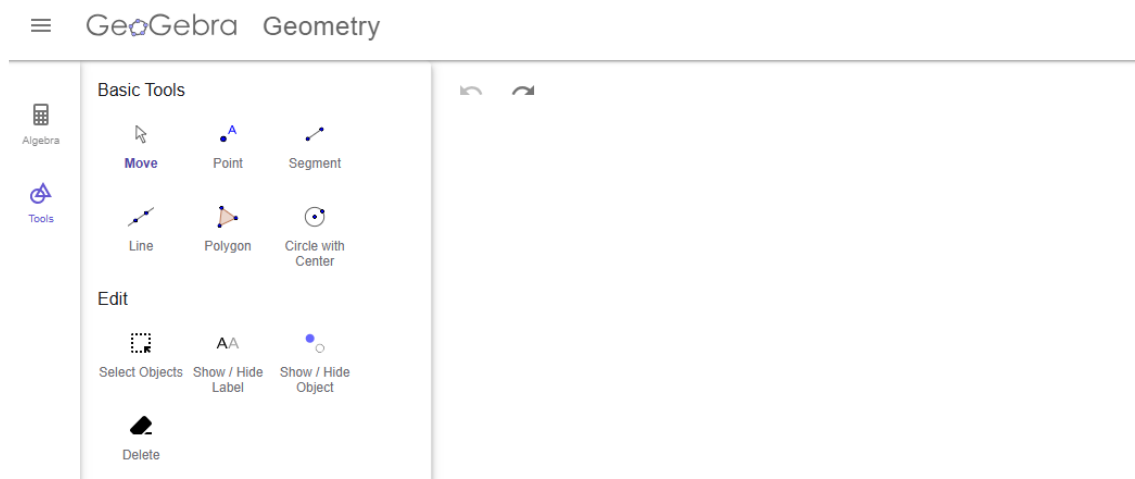 GeoGebra Geometry
Algebra
Tools
Basic Tools
Move
A
Point
Segment
Line
Polygon
Circle with
Center
Edit
Select Objects
AA
Show / Hide
Label
Show / Hide
Object
Delete